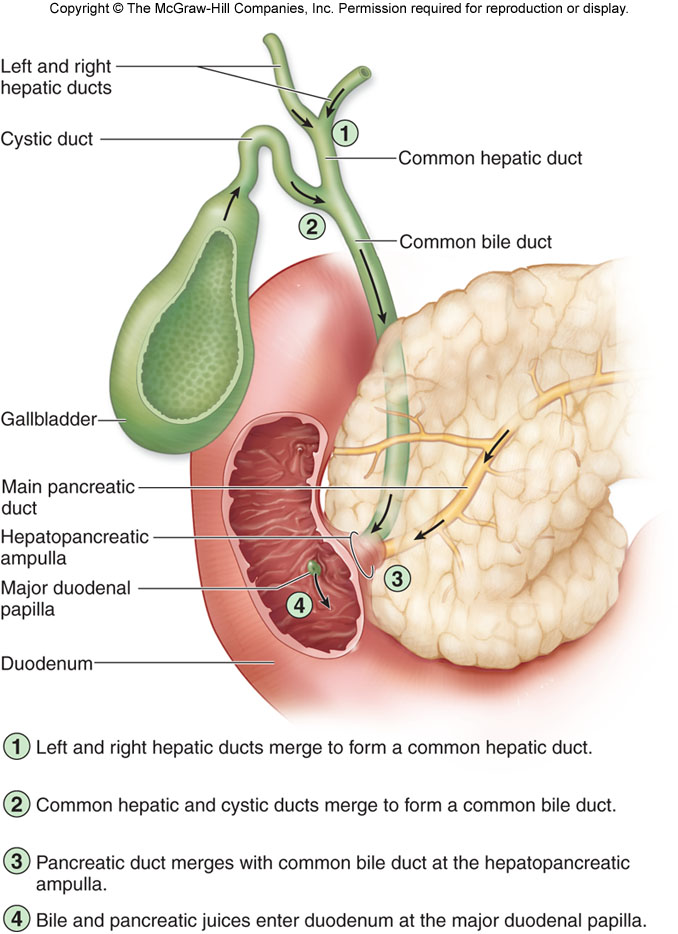 Copyright © The McGraw-Hill Companies, Inc. Permission required for reproduction or display.
Left and right
hepatic ducts
1
Cystic duct
Common hepatic duct
2
Common bile duct
Gallbladder
Main pancreatic
duct
Hepatopancreatic
ampulla
3
Major duodenal
papilla
4
Duodenum
1 Left and right hepatic ducts merge to form a common hepatic duct.
2 Common hepatic and cystic ducts merge to form a common bile duct.
3 Pancreatic duct merges with common bile duct at the hepatopancreatic
ampulla.
4 Bile and pancreatic juices enter duodenum at the major duodenal papilla.